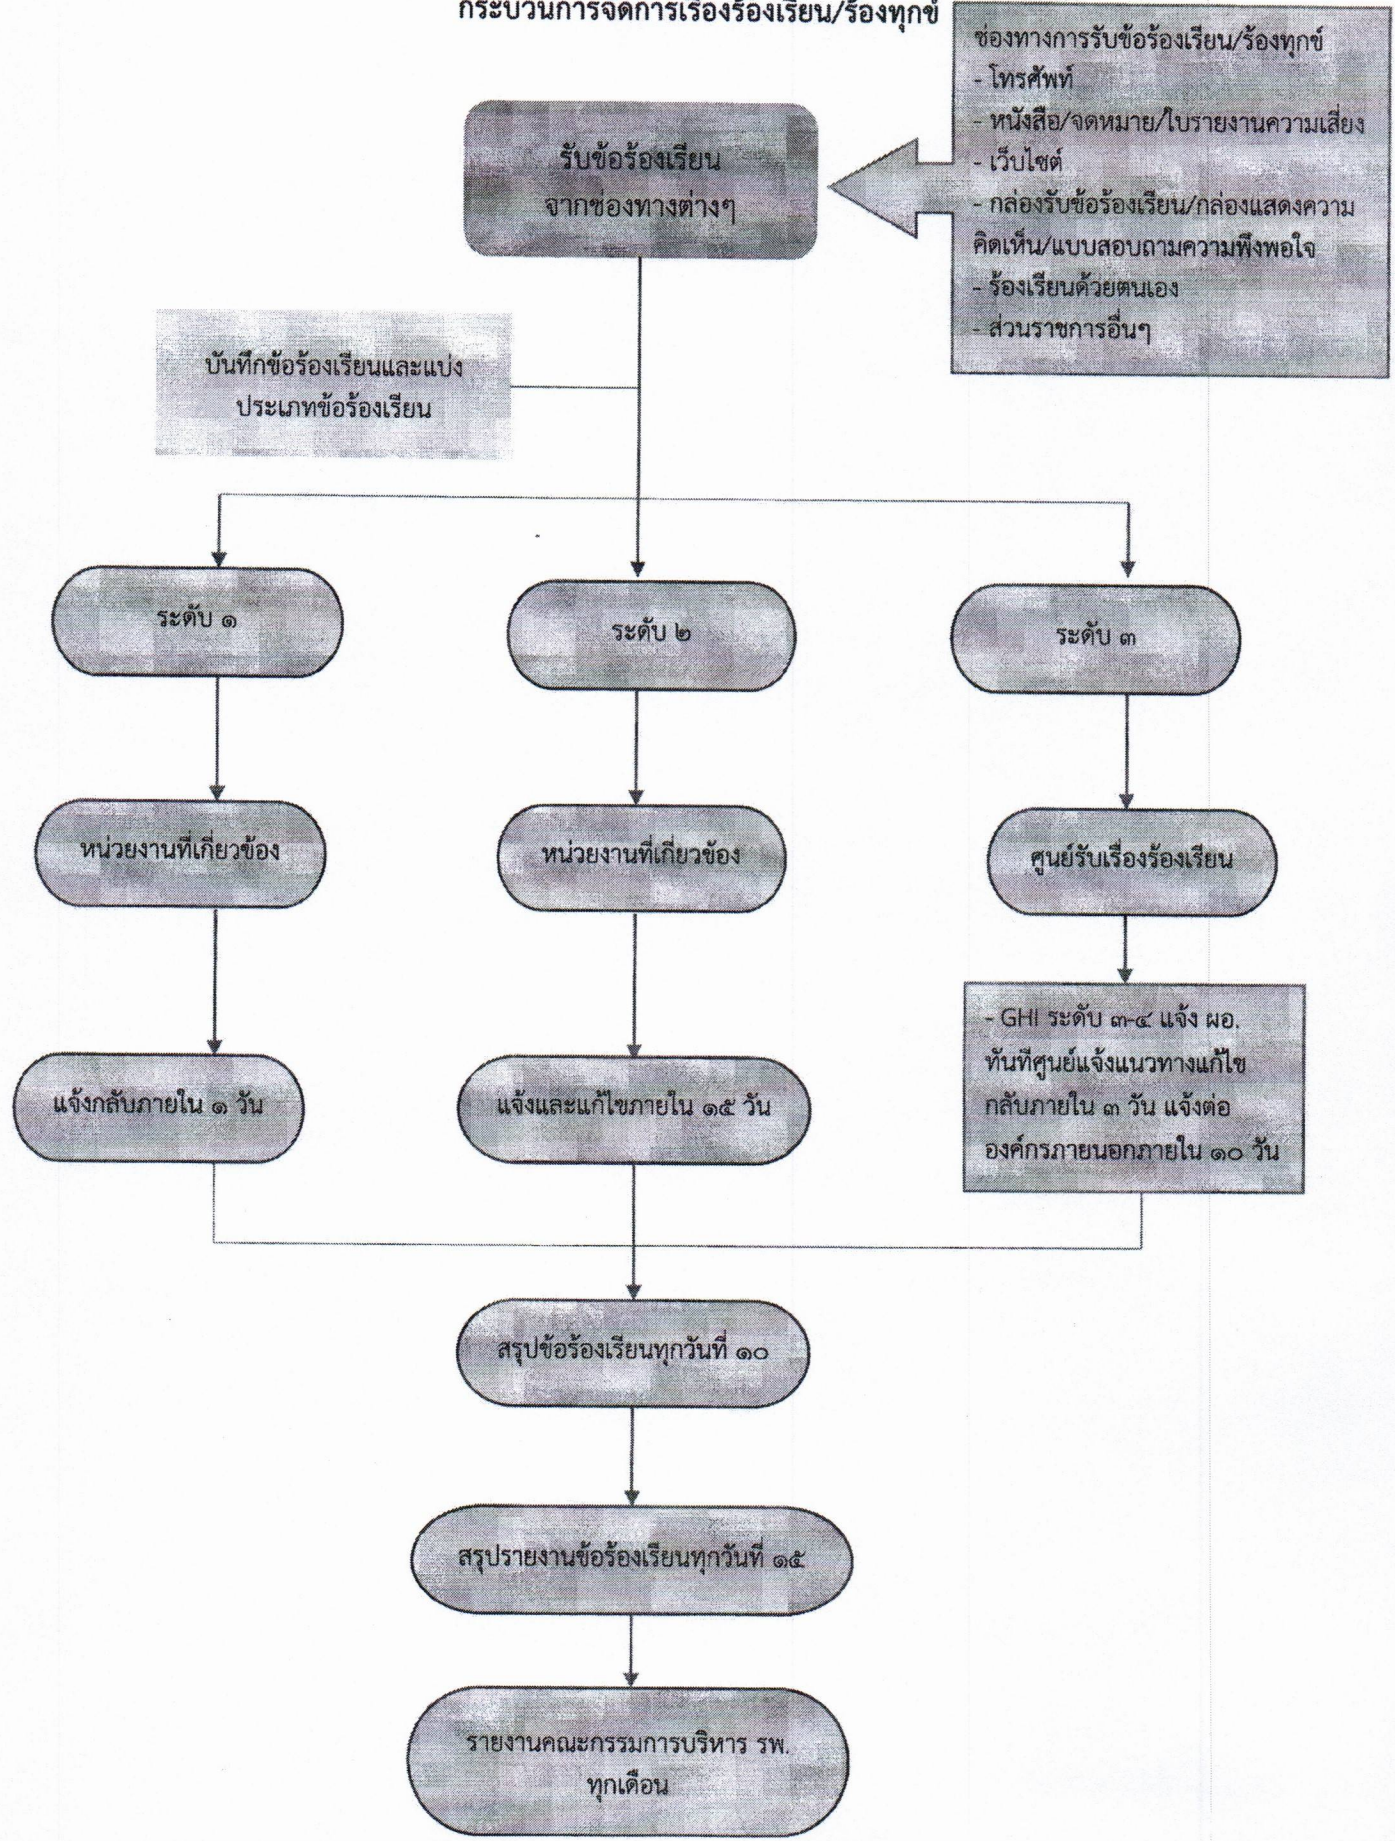 กระบวนการจัดการเรื่องร้องเรียน/ร้องทุกข์
ช่องทางการรับข้อร้องเรียน/ร้องทุกข์
- โทรศัพท์
- หนังสือ/จดหมาย/ใบรายงานความเสี่ยง
- เว็บไซต์
- กล่องรับข้อร้องเรียน/กล่องแสดงความ
คิดเห็น/แบบสอบถามความพึงพอใจ
- ร้องเรียนด้วยตนเอง
- ส่วนราชการอื่นๆ
รับข้อร้องเรียน
จากช่องทางต่างๆ
บันทึกข้อร้องเรียนและแบ่ง
ประเภทข้อร้องเรียน
ระดับ ๑
ระดับ ๒
ระดับ ๓
หน่วยงานที่เกี่ยวข้อง
หน่วยงานที่เกี่ยวข้อง
ศูนย์รับเรื่องร้องเรียน
แจ้งกลับภายใน ๑ วัน
แจ้งและแก้ไขภายใน ๑๕ วัน
- GHI ระดับ ๓-๔ แจ้ง ผอ.
ทันทีศูนย์แจ้งแนวทางแก้ไข
กลับภายใน ๓ วัน แจ้งต่อ
องค์กรภายนอกภายใน ๑๐ วัน
สรุปข้อร้องเรียนทุกวันที่ ๑๐
สรุปรายงานข้อร้องเรียนทุกวันที่ ๑๕
รายงานคณะกรรมการบริหาร รพ.
ทุกเดือน